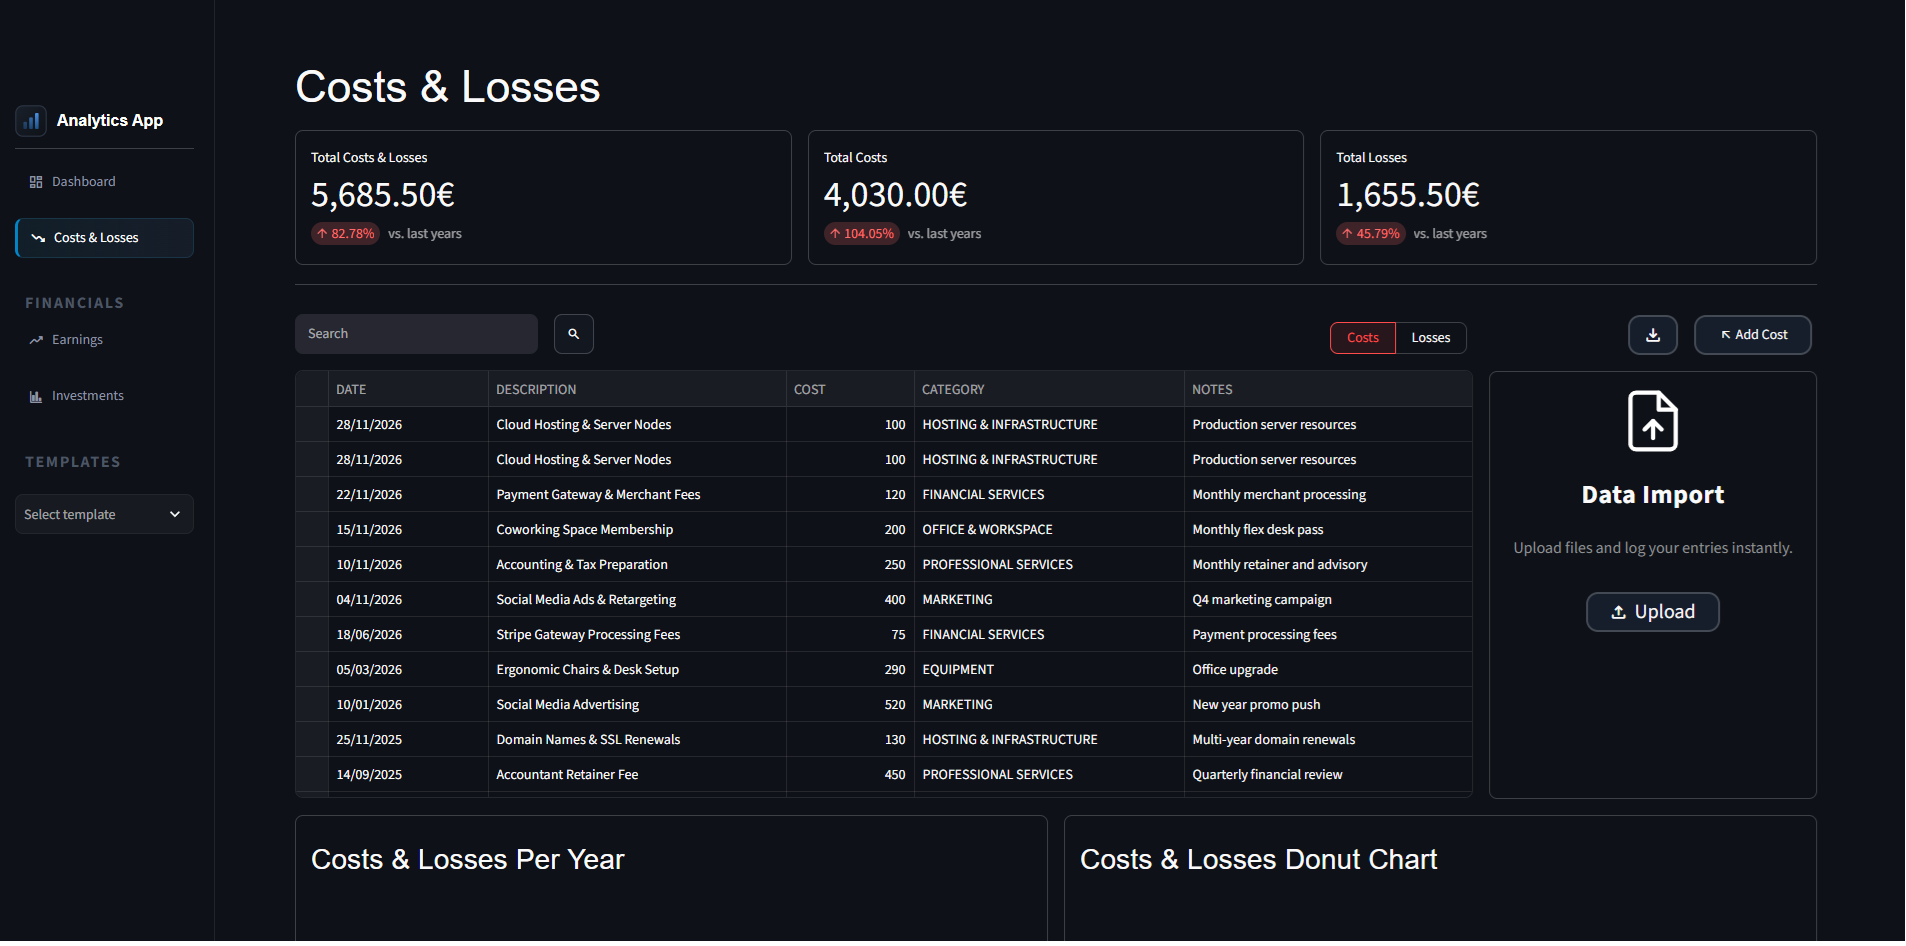 Analytics App
Dashboard
Costs & Losses
FINANCIALS
Earnings
Investments
TEMPLATES
Select template
Costs & Losses
Total Costs & Losses
5,685.50€
↑ 82.78% vs. last years
Total Costs
4,030.00€
↑ 104.05% vs. last years
Total Losses
1,655.50€
↑ 45.79% vs. last years
Search
Costs Losses
Add Cost
DATE DESCRIPTION COST CATEGORY NOTES
28/11/2026 Cloud Hosting & Server Nodes 100 HOSTING & INFRASTRUCTURE Production server resources
28/11/2026 Cloud Hosting & Server Nodes 100 HOSTING & INFRASTRUCTURE Production server resources
22/11/2026 Payment Gateway & Merchant Fees 120 FINANCIAL SERVICES Monthly merchant processing
15/11/2026 Coworking Space Membership 200 OFFICE & WORKSPACE Monthly flex desk pass
10/11/2026 Accounting & Tax Preparation 250 PROFESSIONAL SERVICES Monthly retainer and advisory
04/11/2026 Social Media Ads & Retargeting 400 MARKETING Q4 marketing campaign
18/06/2026 Stripe Gateway Processing Fees 75 FINANCIAL SERVICES Payment processing fees
05/03/2026 Ergonomic Chairs & Desk Setup 290 EQUIPMENT Office upgrade
10/01/2026 Social Media Advertising 520 MARKETING New year promo push
25/11/2025 Domain Names & SSL Renewals 130 HOSTING & INFRASTRUCTURE Multi-year domain renewals
14/09/2025 Accountant Retainer Fee 450 PROFESSIONAL SERVICES Quarterly financial review
Data Import
Upload files and log your entries instantly.
Upload
Costs & Losses Per Year
Costs & Losses Donut Chart